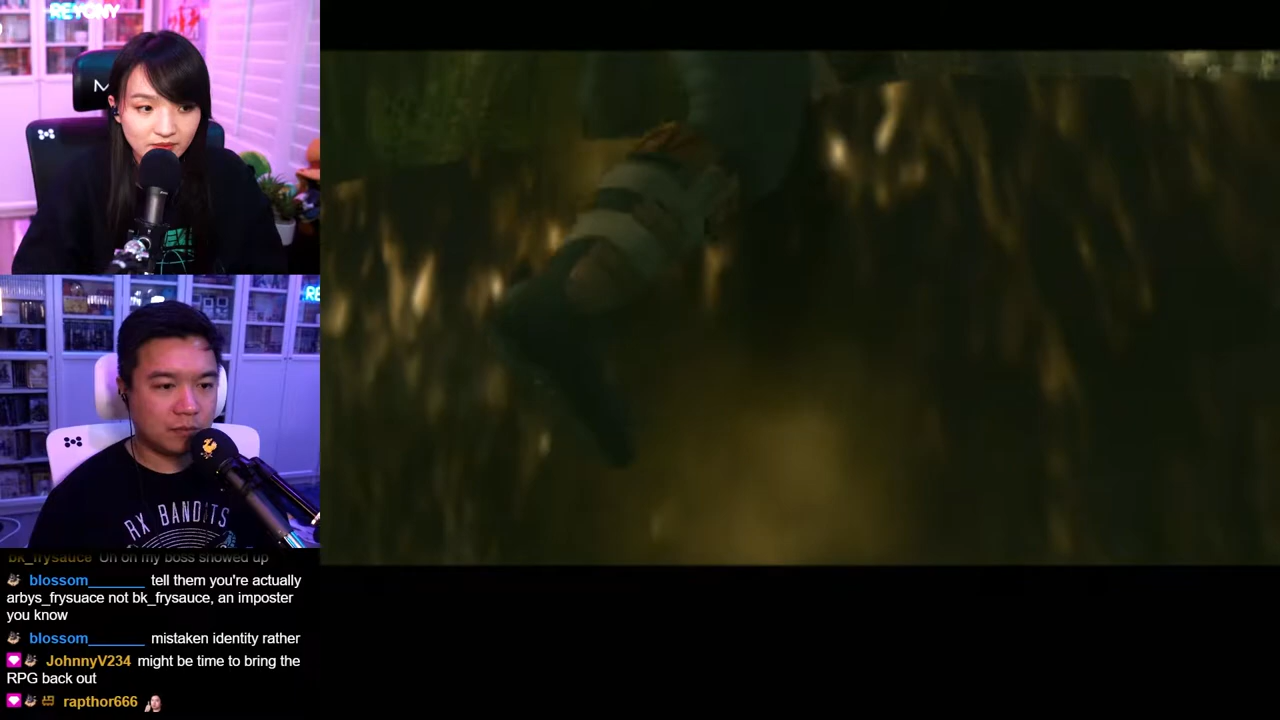 REYONY
RE
RX BANDITS
bk_frysauce Uh oh my boss showed up
blossom_______ tell them you're actually
arbys_frysuace not bk_frysauce, an imposter
you know
blossom_______ mistaken identity rather
JohnnyV234 might be time to bring the
RPG back out
rapthor666